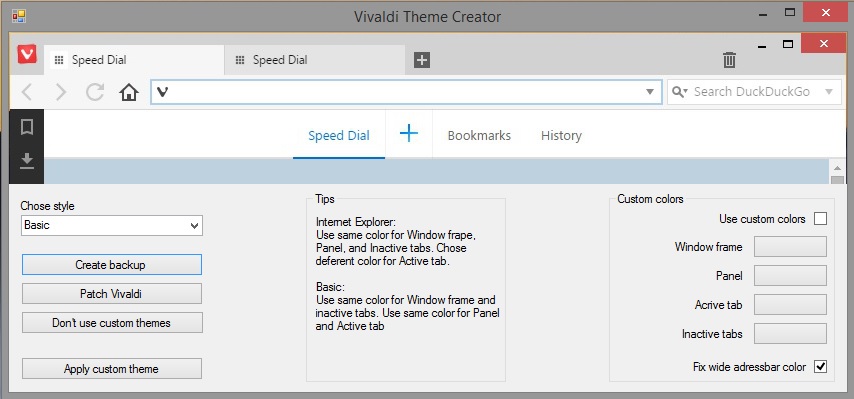 Vivaldi Theme Creator
Speed Dial
Speed Dial
Search DuckDuckGo
Speed Dial
Bookmarks
History
Chose style
Basic
Create backup
Patch Vivaldi
Don't use custom themes
Apply custom theme
Tips
Internet Explorer:
Use same color for Window frape,
Panel, and Inactive tabs. Chose
deferent color for Active tab.
Basic:
Use same color for Window frame and
inactive tabs. Use same color for Panel
and Active tab
Custom colors
Use custom colors
Window frame
Panel
Acrive tab
Inactive tabs
Fix wide adressbar color